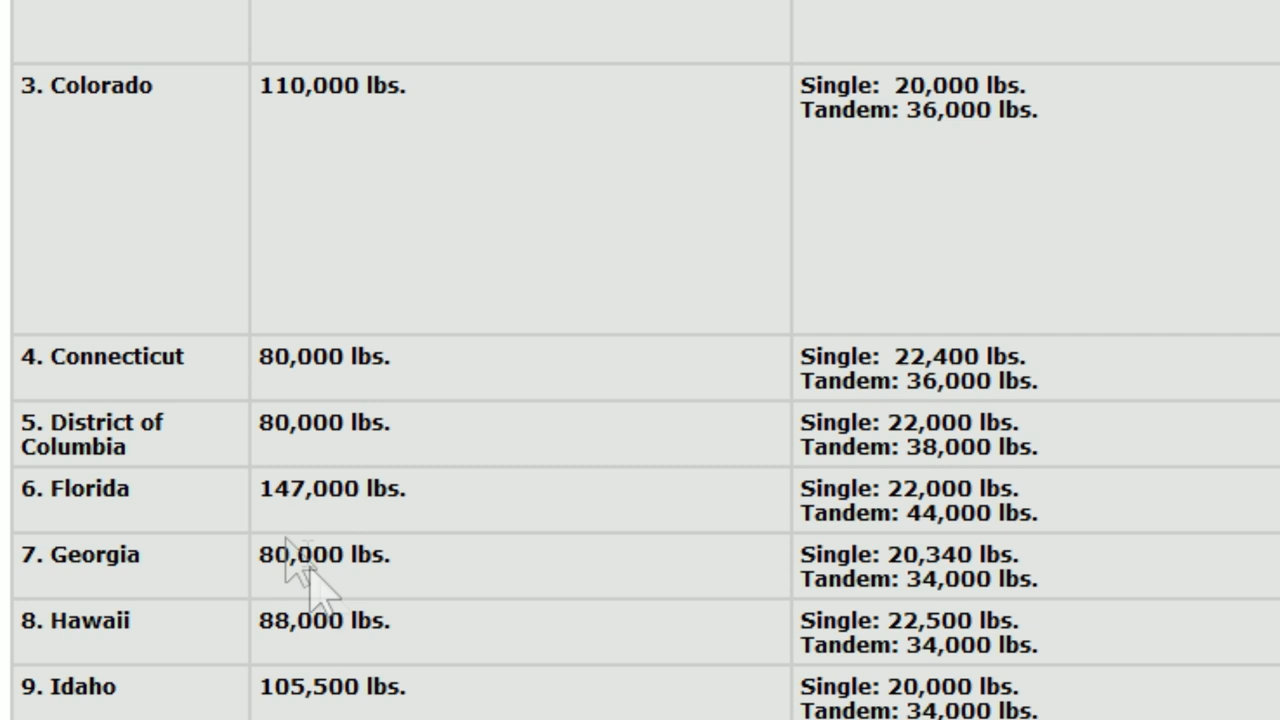 3. Colorado
110,000 lbs.
Single:  20,000 lbs.
Tandem: 36,000 lbs.
4. Connecticut
80,000 lbs.
Single:  22,400 lbs.
Tandem: 36,000 lbs.
5. District of
Columbia
80,000 lbs.
Single: 22,000 lbs.
Tandem: 38,000 lbs.
6. Florida
147,000 lbs.
Single: 22,000 lbs.
Tandem: 44,000 lbs.
7. Georgia
80,000 lbs.
Single: 20,340 lbs.
Tandem: 34,000 lbs.
8. Hawaii
88,000 lbs.
Single: 22,500 lbs.
Tandem: 34,000 lbs.
9. Idaho
105,500 lbs.
Single: 20,000 lbs.
Tandem: 34,000 lbs.